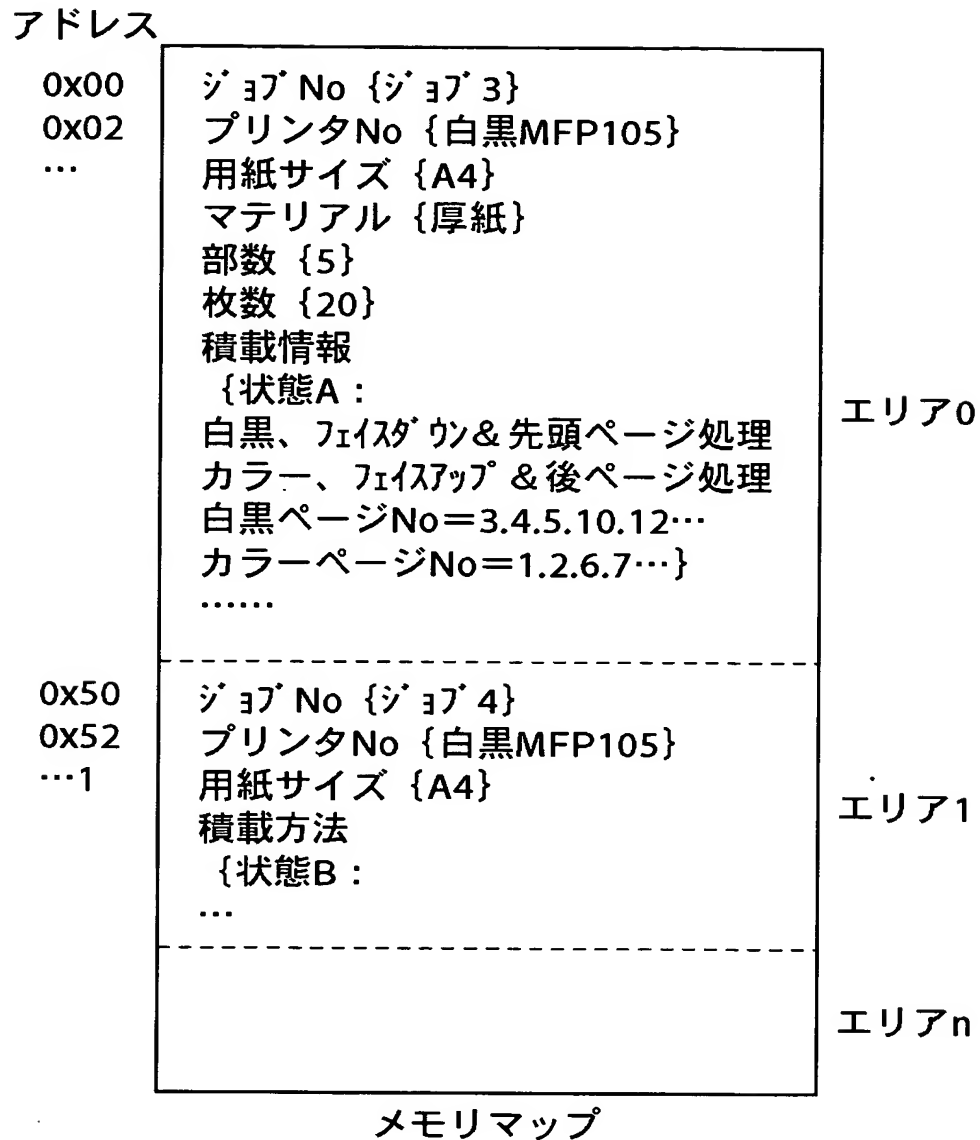 アドレス
0x00 ｼﾞｮﾌﾞNo {ｼﾞｮﾌﾞ3}
0x02 プリンタNo {白黒MFP105}
… 用紙サイズ {A4}
マテリアル {厚紙}
部数 {5}
枚数 {20}
積載情報
{状態A：
エリア0
白黒、ﾌｪｲｽﾀﾞｳﾝ＆先頭ページ処理
カラー、ﾌｪｲｽｱｯﾌﾟ＆後ページ処理
白黒ページNo＝3.4.5.10.12…
カラーページNo＝1.2.6.7…}
……
0x50 ｼﾞｮﾌﾞNo {ｼﾞｮﾌﾞ4}
0x52 プリンタNo {白黒MFP105}
…1 用紙サイズ {A4}
エリア1
積載方法
{状態B：
…
エリアn
メモリマップ